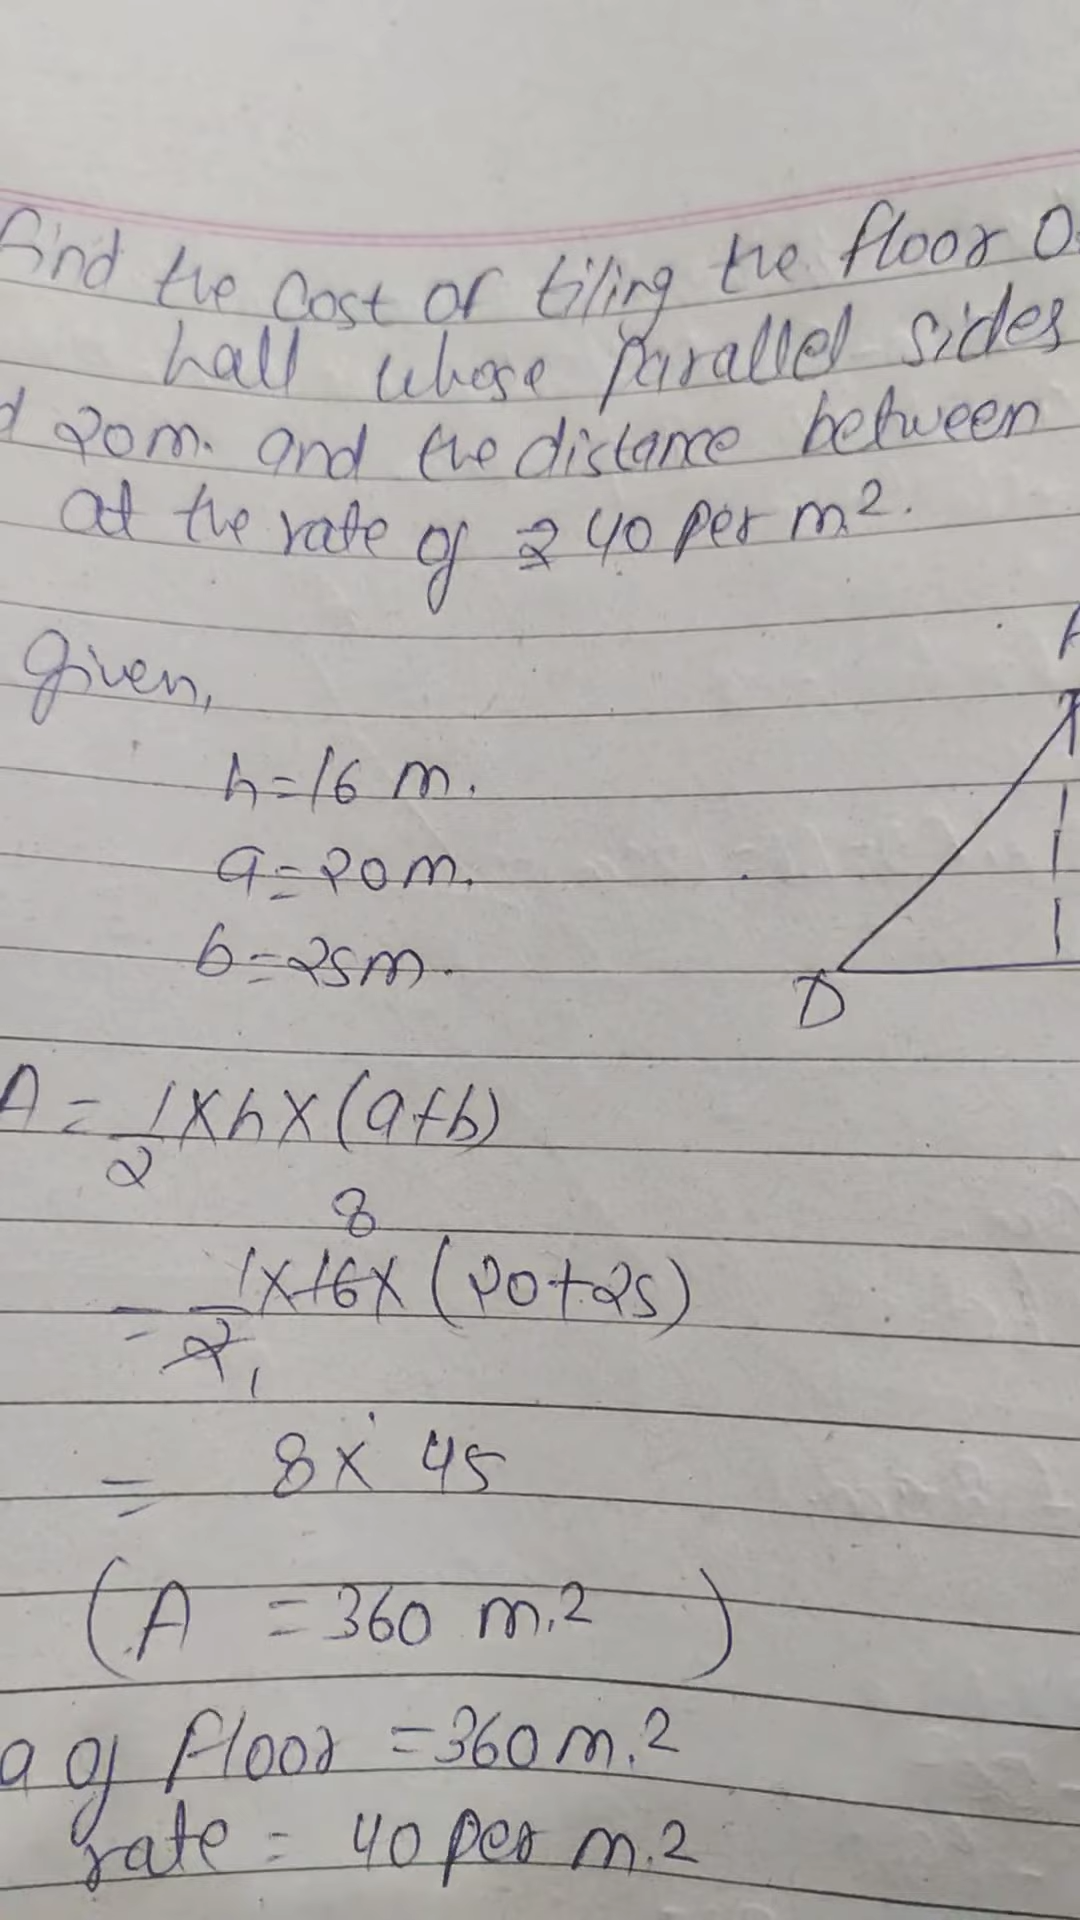 find the cost of tiling the floor o
hall whose parallel sides
d 20m. and the distance between
at the rate of ₹ 40 per m².
Given,
A
h=16 m.
a=20m.
b=25m.
D
A = 1/2 x h x (a+b)
8
= 1/2 x 16 x (20+25)
1
= 8 x 45
(A = 360 m.2)
a of floor = 360 m.2
rate = 40 per m.2